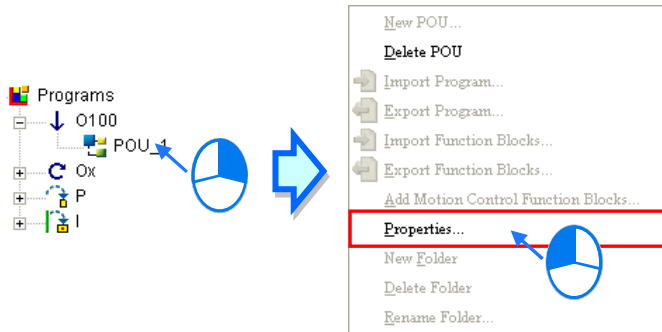 Programs
O100
POU_1
Ox
P
I
New POU...
Delete POU
Import Program...
Export Program...
Import Function Blocks...
Export Function Blocks...
Add Motion Control Function Blocks...
Properties...
New Folder
Delete Folder
Rename Folder...